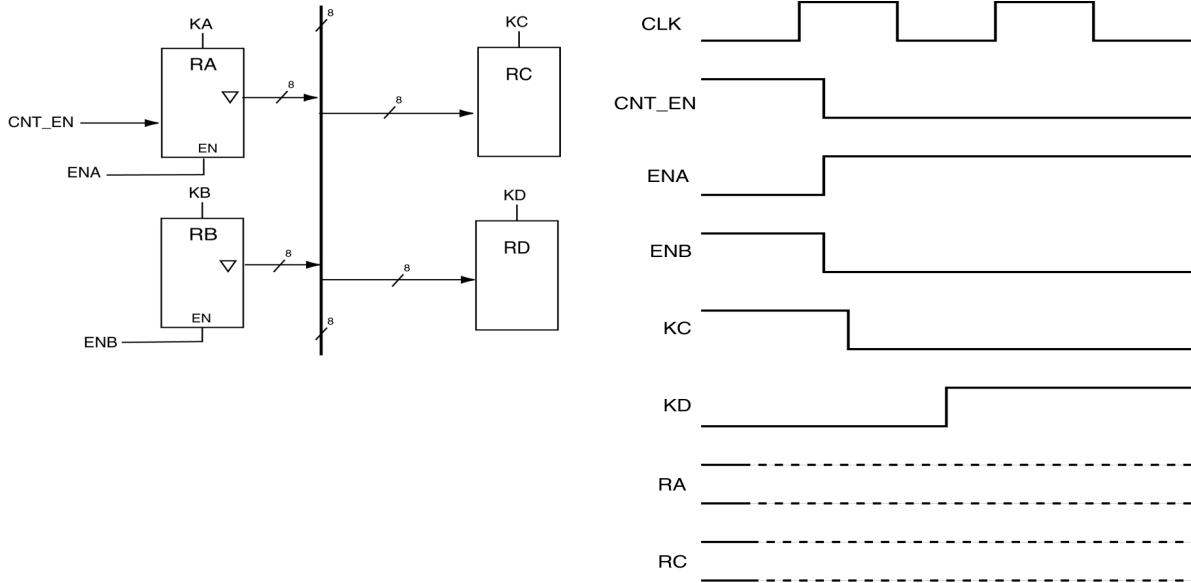 KA
RA
8
CNT_EN
EN
ENA
KB
RB
8
EN
ENB
8
8
KC
RC
8
KD
RD
8
CLK
CNT_EN
ENA
ENB
KC
KD
RA
RC